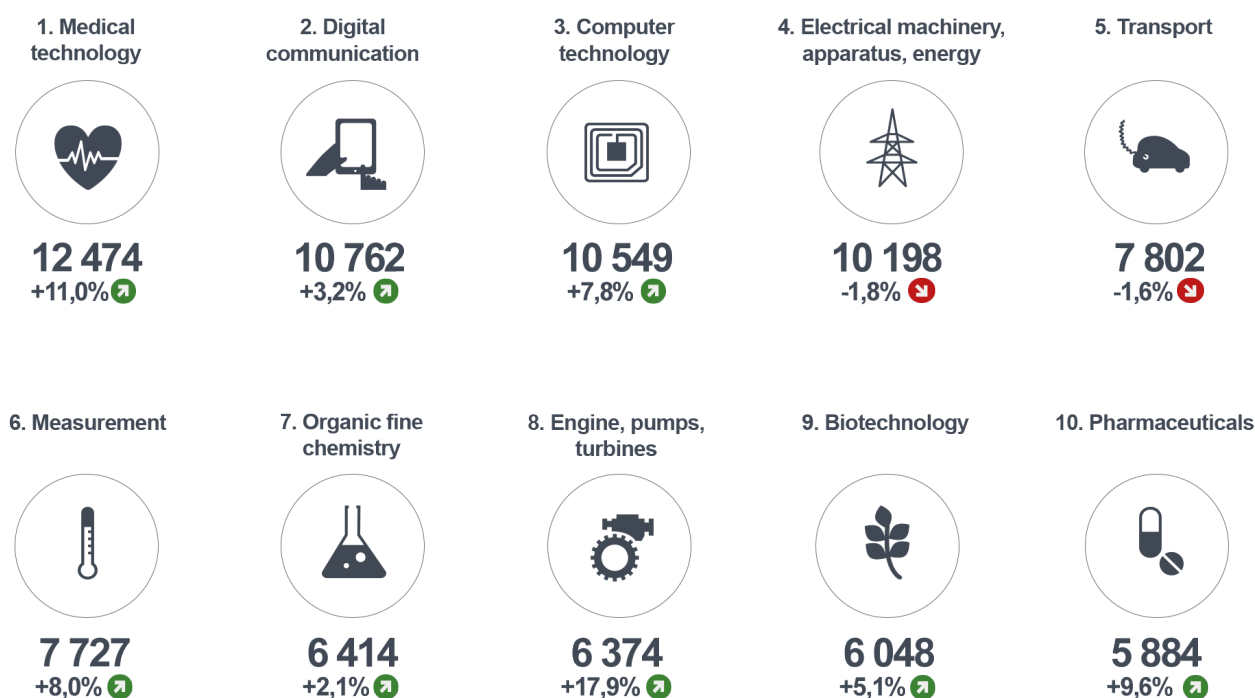 1. Medical
technology
2. Digital
communication
3. Computer
technology
4. Electrical machinery,
apparatus, energy
5. Transport
12 474
+11,0%
10 762
+3,2%
10 549
+7,8%
10 198
-1,8%
7 802
-1,6%
6. Measurement
7. Organic fine
chemistry
8. Engine, pumps,
turbines
9. Biotechnology
10. Pharmaceuticals
7 727
+8,0%
6 414
+2,1%
6 374
+17,9%
6 048
+5,1%
5 884
+9,6%